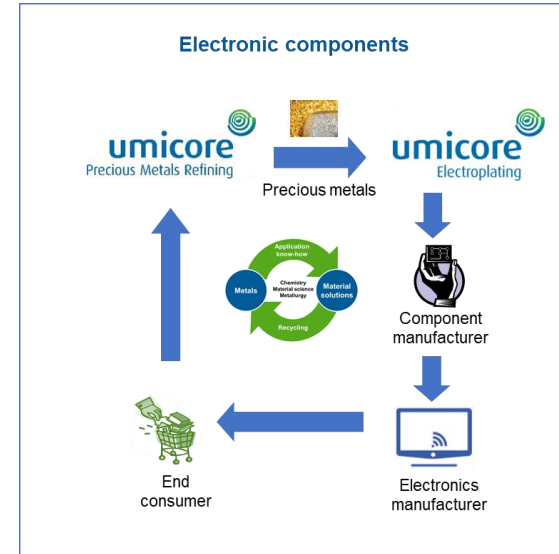 Electronic components
umicore
Precious Metals Refining
Precious metals
umicore
Electroplating
Application
know-how
Metals
Chemistry
Material science
Metallurgy
Material
solutions
Recycling
Component
manufacturer
Electronics
manufacturer
End
consumer